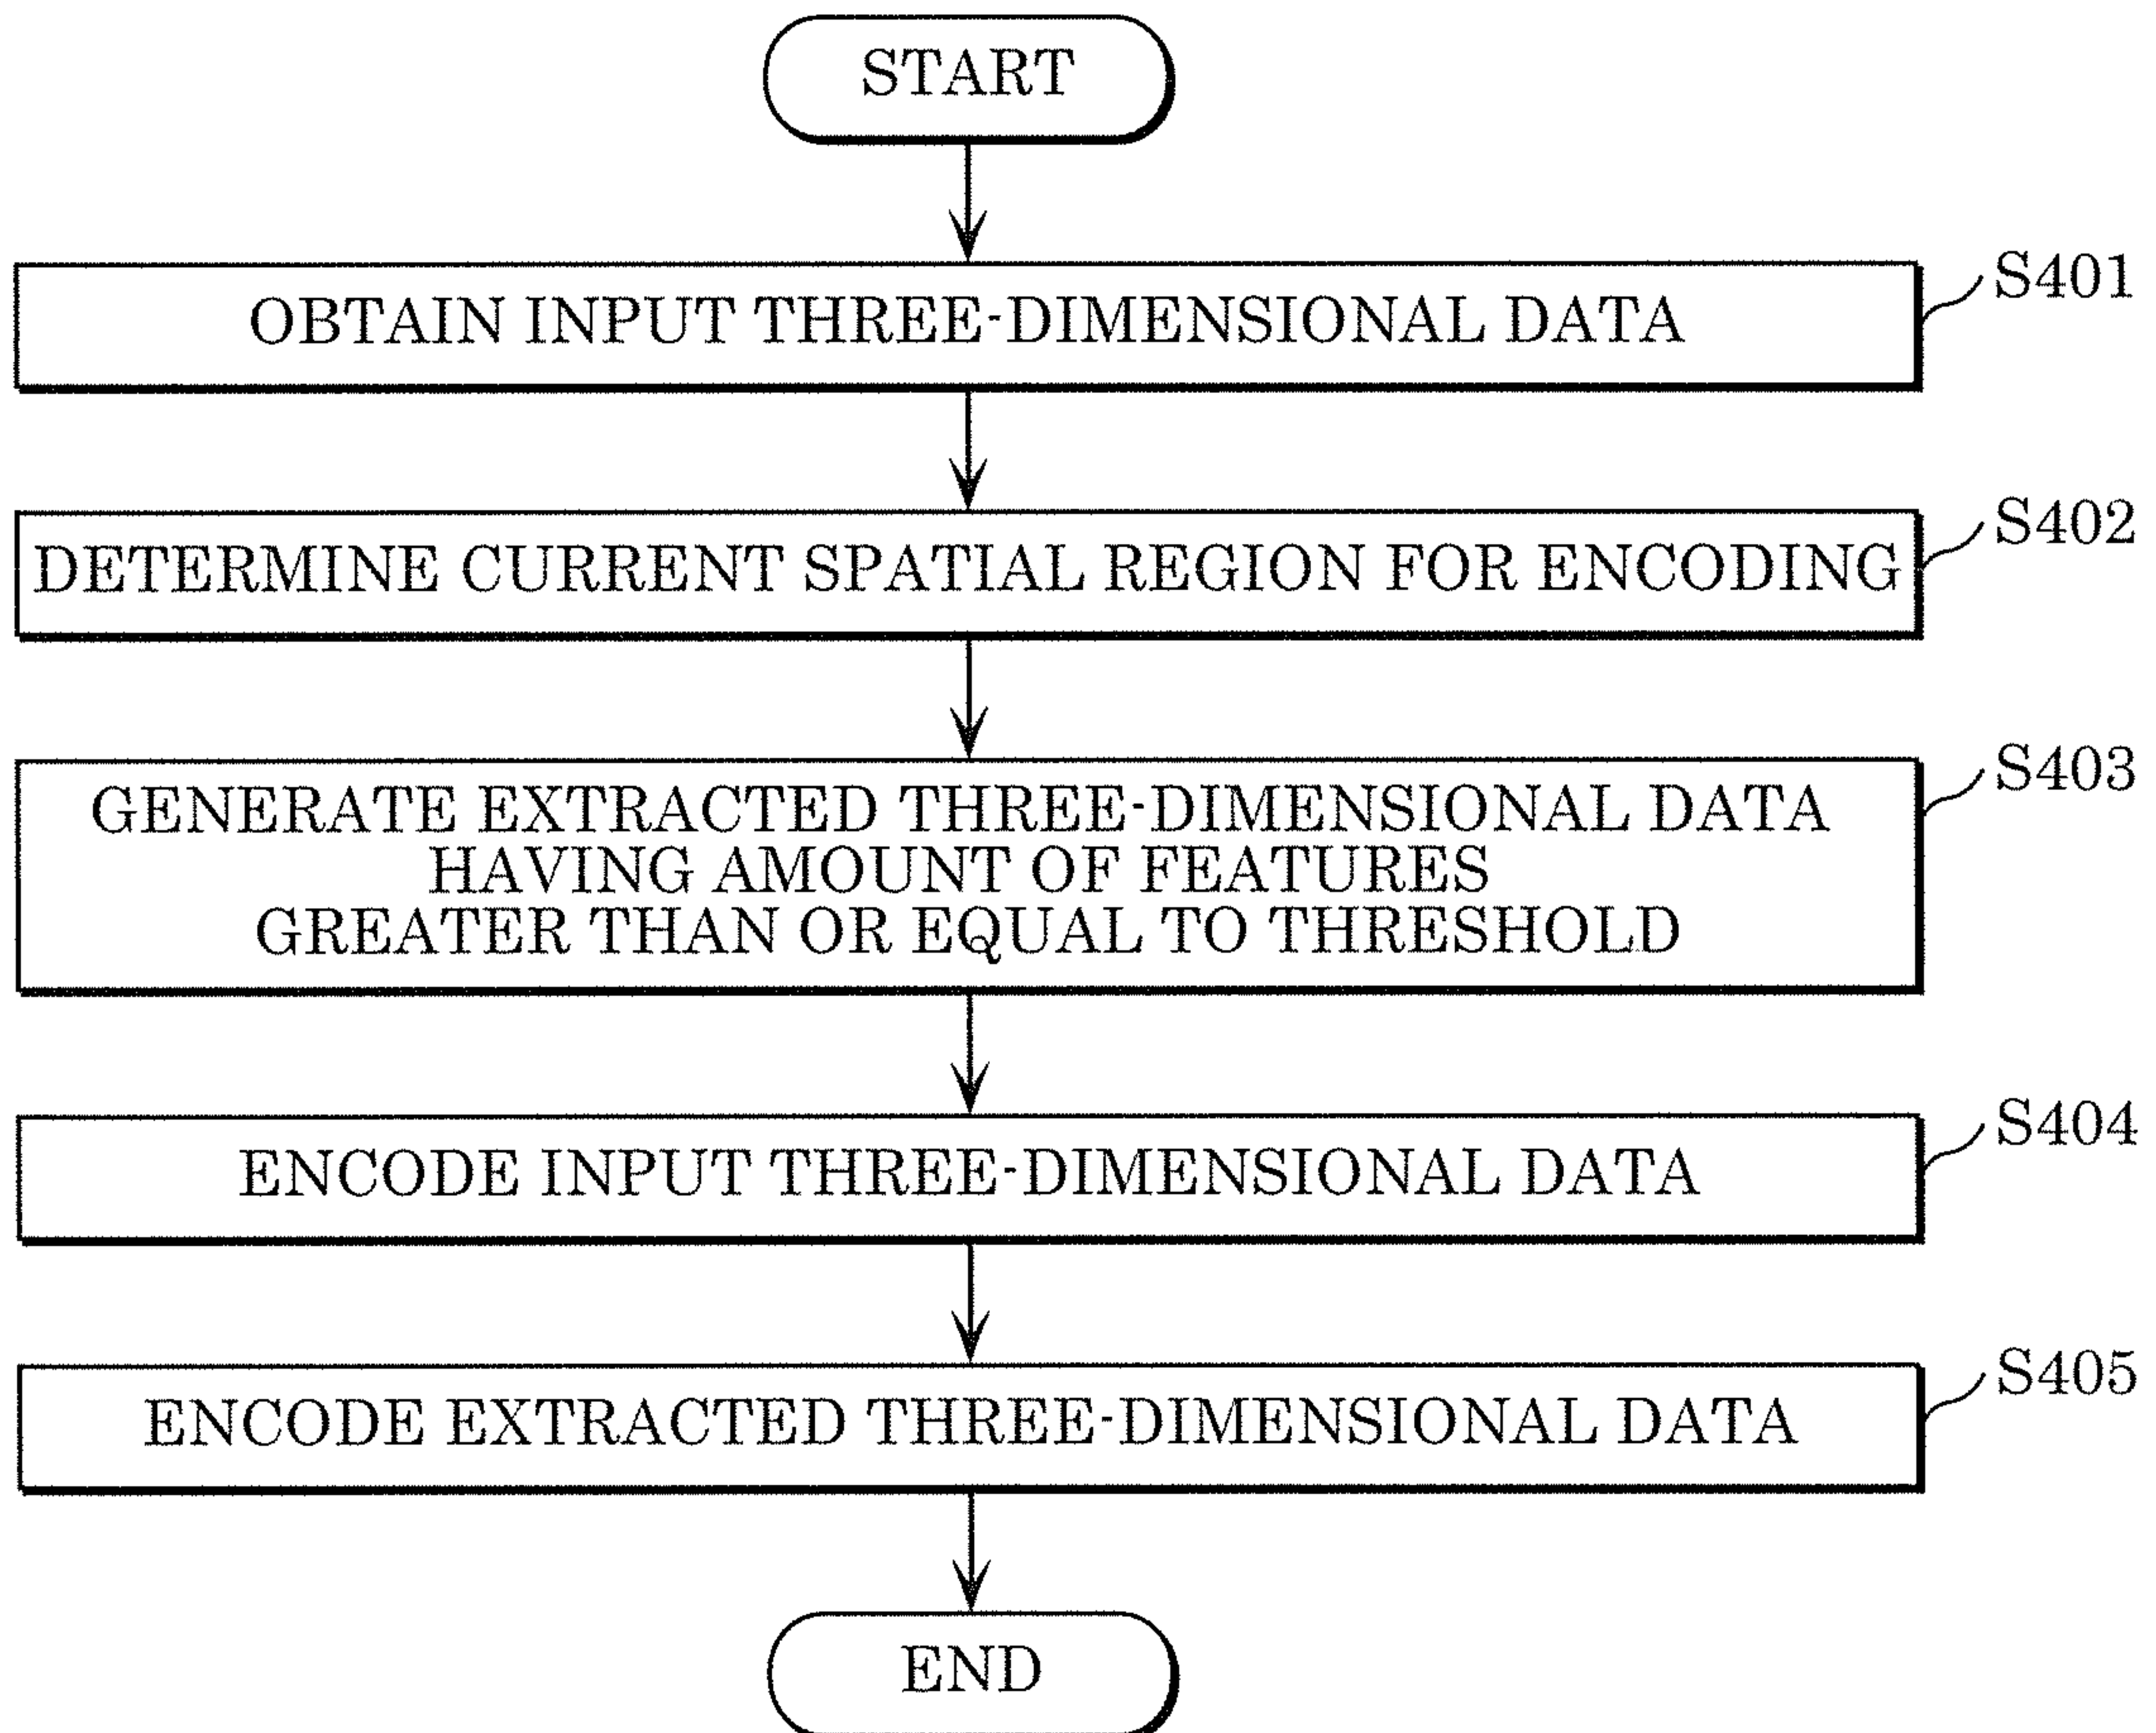 START
S401
OBTAIN INPUT THREE-DIMENSIONAL DATA
S402
DETERMINE CURRENT SPATIAL REGION FOR ENCODING
S403
GENERATE EXTRACTED THREE-DIMENSIONAL DATA
HAVING AMOUNT OF FEATURES
GREATER THAN OR EQUAL TO THRESHOLD
S404
ENCODE INPUT THREE-DIMENSIONAL DATA
S405
ENCODE EXTRACTED THREE-DIMENSIONAL DATA
END